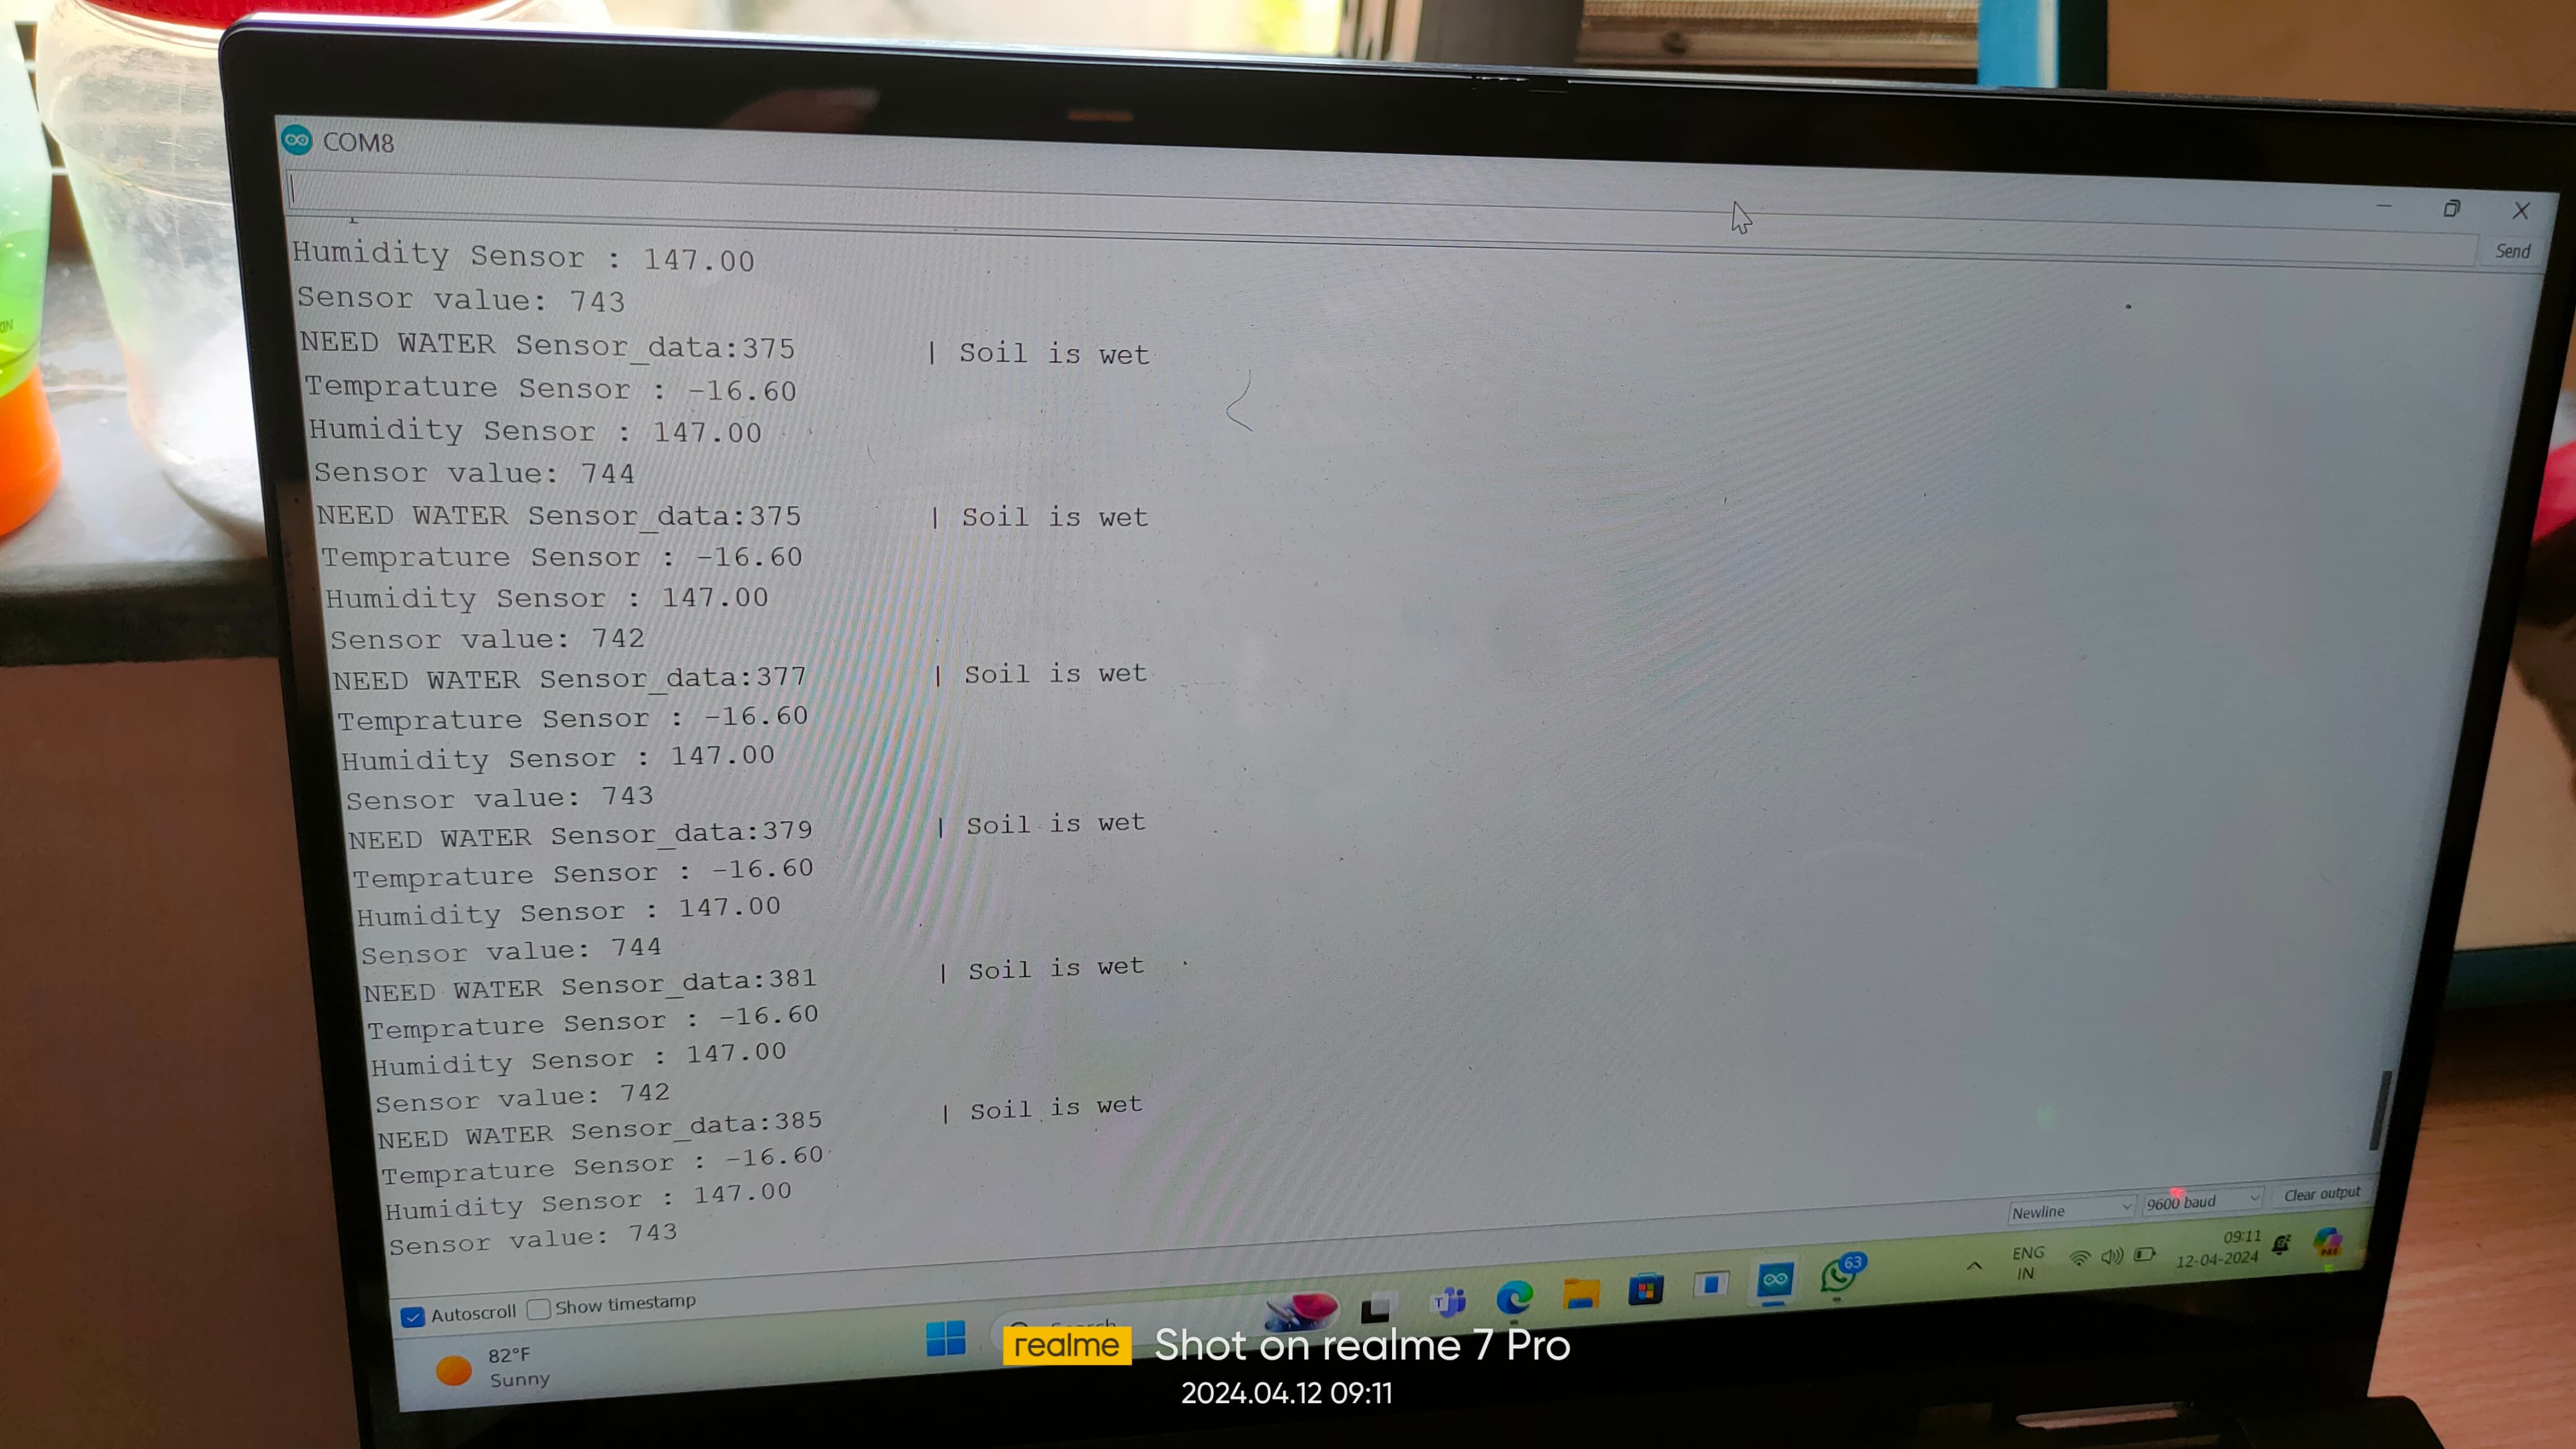 COM8
Send
Humidity Sensor : 147.00
Sensor value: 743
NEED WATER Sensor_data:375 | Soil is wet
Temprature Sensor : -16.60
Humidity Sensor : 147.00
Sensor value: 744
NEED WATER Sensor_data:375 | Soil is wet
Temprature Sensor : -16.60
Humidity Sensor : 147.00
Sensor value: 742
NEED WATER Sensor_data:377 | Soil is wet
Temprature Sensor : -16.60
Humidity Sensor : 147.00
Sensor value: 743
NEED WATER Sensor_data:379 | Soil is wet
Temprature Sensor : -16.60
Humidity Sensor : 147.00
Sensor value: 744
NEED WATER Sensor_data:381 | Soil is wet
Temprature Sensor : -16.60
Humidity Sensor : 147.00
Sensor value: 742
NEED WATER Sensor_data:385 | Soil is wet
Temprature Sensor : -16.60
Humidity Sensor : 147.00
Sensor value: 743
Autoscroll Show timestamp
Newline 9600 baud Clear output
82°F
Sunny
63
ENG
IN
09:11
12-04-2024
realme Shot on realme 7 Pro
2024.04.12 09:11